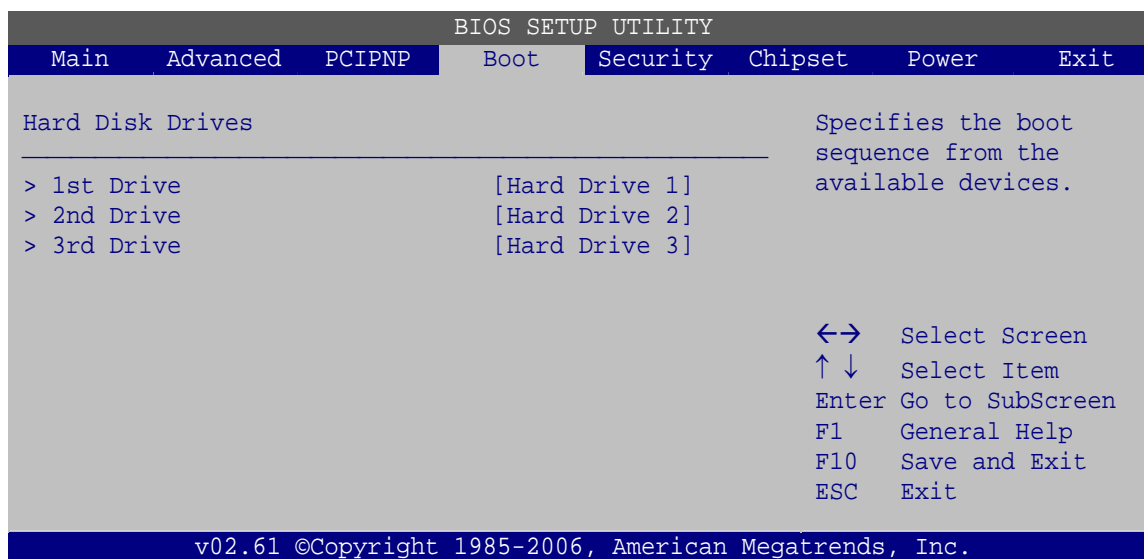 BIOS SETUP UTILITY
Main Advanced PCIPNP Boot Security Chipset Power Exit
Hard Disk Drives
> 1st Drive [Hard Drive 1]
> 2nd Drive [Hard Drive 2]
> 3rd Drive [Hard Drive 3]
Specifies the boot
sequence from the
available devices.
←→ Select Screen
↑ ↓ Select Item
Enter Go to SubScreen
F1 General Help
F10 Save and Exit
ESC Exit
v02.61 ©Copyright 1985-2006, American Megatrends, Inc.